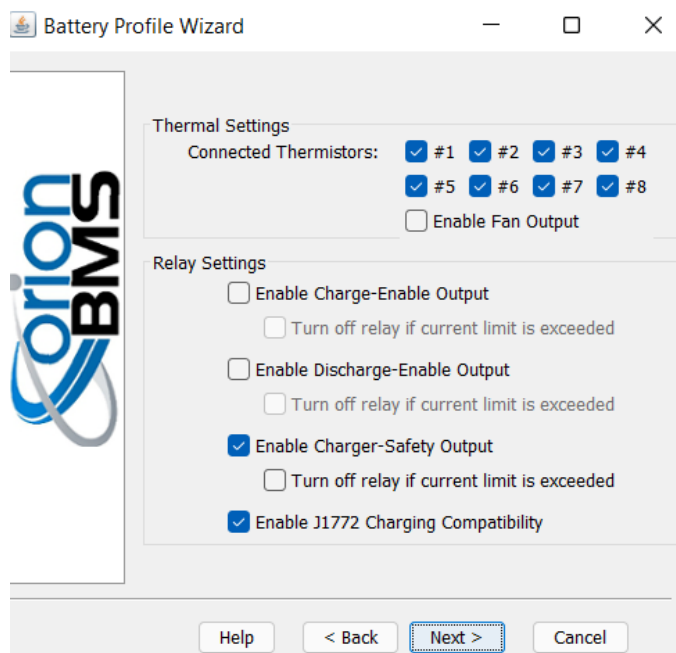 Battery Profile Wizard
orion
BMS
Thermal Settings
Connected Thermistors: #1 #2 #3 #4
#5 #6 #7 #8
Enable Fan Output
Relay Settings
Enable Charge-Enable Output
Turn off relay if current limit is exceeded
Enable Discharge-Enable Output
Turn off relay if current limit is exceeded
Enable Charger-Safety Output
Turn off relay if current limit is exceeded
Enable J1772 Charging Compatibility
Help < Back Next > Cancel